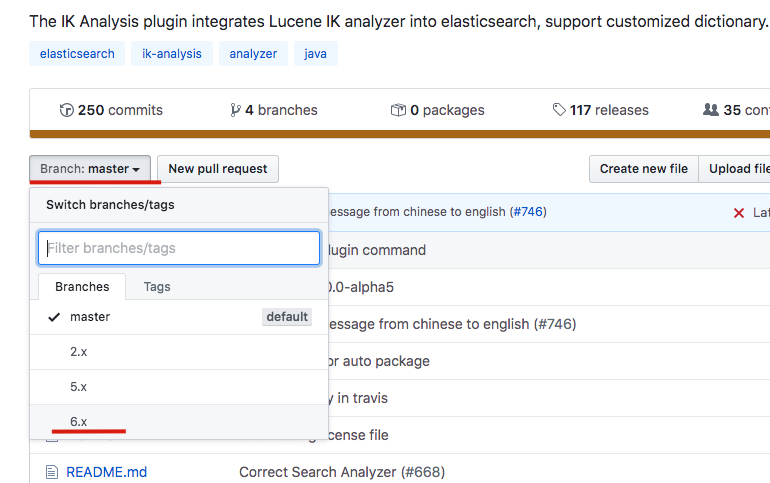 The IK Analysis plugin integrates Lucene IK analyzer into elasticsearch, support customized dictionary.
elasticsearch ik-analysis analyzer java
250 commits 4 branches 0 packages 117 releases 35 con
Branch: master New pull request Create new file Upload file
Switch branches/tags
essage from chinese to english (#746) Lat
Filter branches/tags
lugin command
Branches Tags
0.0-alpha5
master default
essage from chinese to english (#746)
2.x
or auto package
5.x
y in travis
6.x
cense file
README.md Correct Search Analyzer (#668)